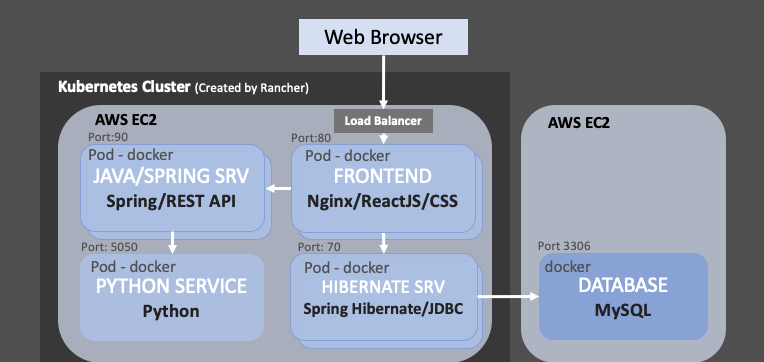 Web Browser
Kubernetes Cluster (Created by Rancher)
AWS EC2
Load Balancer
AWS EC2
Port:90
Port:80
Pod - docker
JAVA/SPRING SRV
Spring/REST API
Pod - docker
FRONTEND
Nginx/ReactJS/CSS
Port: 5050
Port: 70
Port 3306
Pod - docker
PYTHON SERVICE
Python
Pod - docker
HIBERNATE SRV
Spring Hibernate/JDBC
docker
DATABASE
MySQL